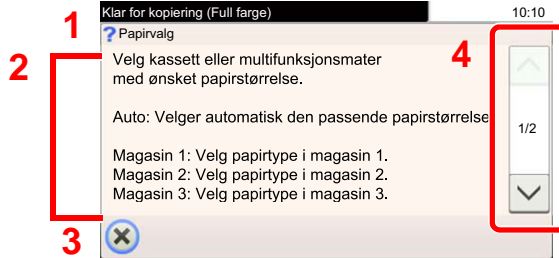 Klar for kopiering (Full farge) 10:10
1
? Papirvalg
2
4
Velg kassett eller multifunksjonsmater
med ønsket papirstørrelse.
Auto: Velger automatisk den passende papirstørrelse
1/2
Magasin 1: Velg papirtype i magasin 1.
Magasin 2: Velg papirtype i magasin 2.
Magasin 3: Velg papirtype i magasin 3.
3